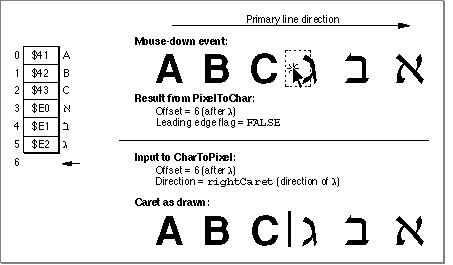 Primary line direction
0 $41 A
1 $42 B
2 $43 C
3 $E0 א
4 $E1 ב
5 $E2 ג
6
Mouse-down event:
A B C ג ב א
Result from PixelToChar:
Offset = 6 (after ג)
Leading edge flag = FALSE
Input to CharToPixel:
Offset = 6 (after ג)
Direction = rightCaret (direction of ג)
Caret as drawn:
A B C ג ב א